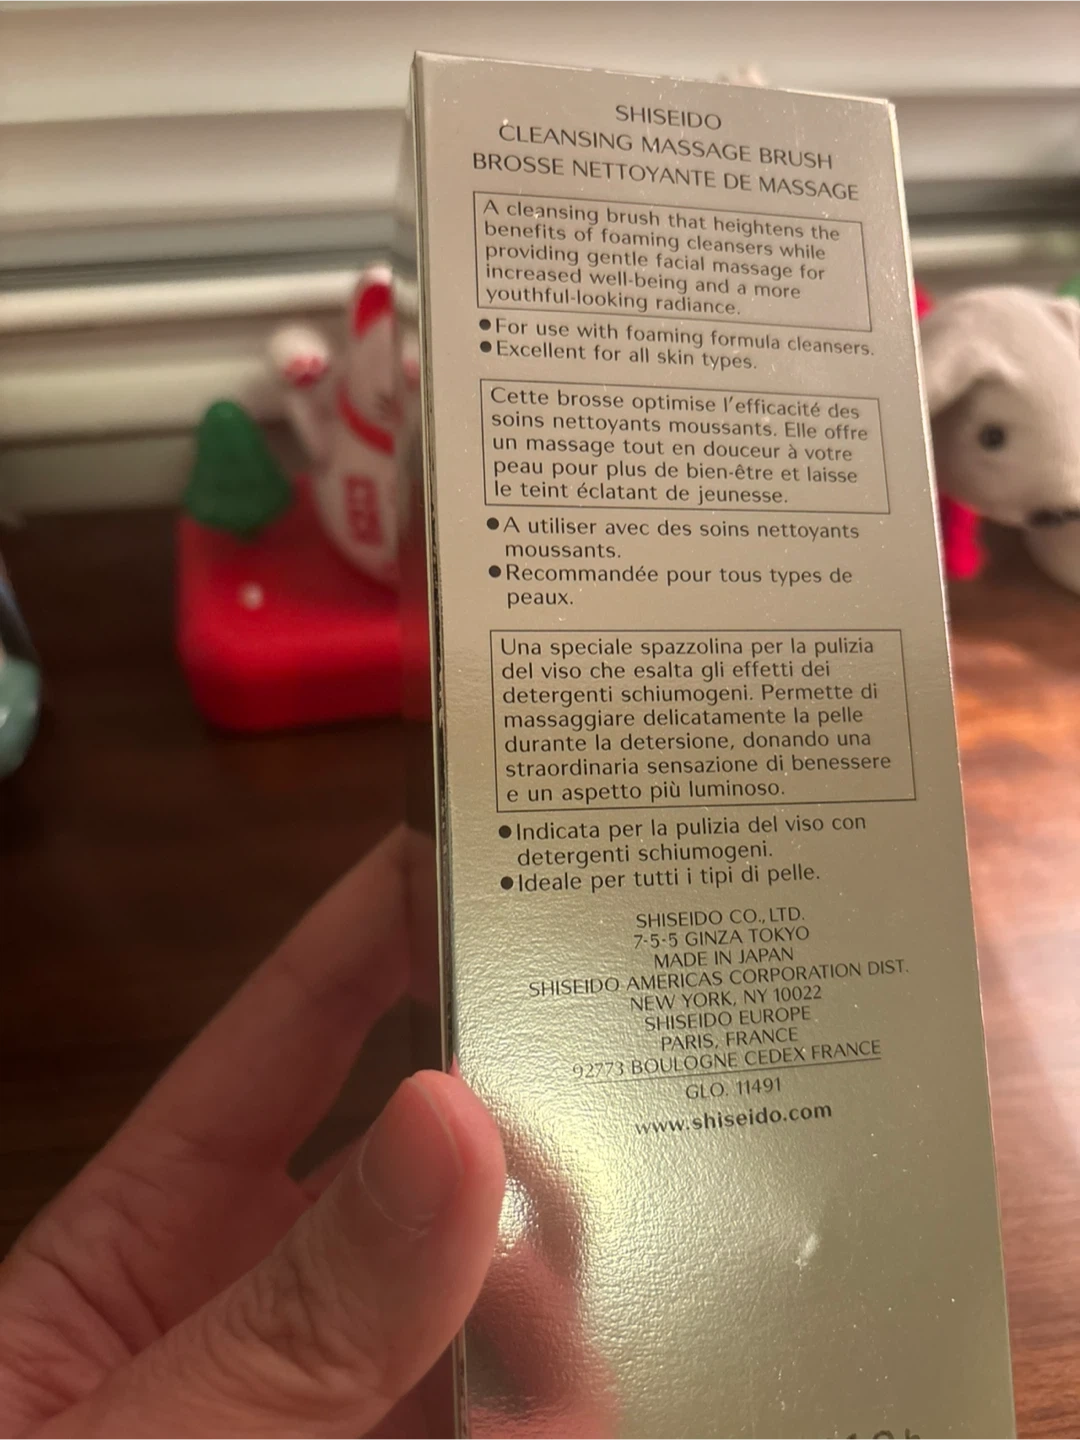 SHISEIDO
CLEANSING MASSAGE BRUSH
BROSSE NETTOYANTE DE MASSAGE
A cleansing brush that heightens the
benefits of foaming cleansers while
providing gentle facial massage for
increased well-being and a more
youthful-looking radiance.
●For use with foaming formula cleansers.
●Excellent for all skin types.
Cette brosse optimise l'efficacité des
soins nettoyants moussants. Elle offre
un massage tout en douceur à votre
peau pour plus de bien-être et laisse
le teint éclatant de jeunesse.
●A utiliser avec des soins nettoyants
moussants.
●Recommandée pour tous types de
peaux.
Una speciale spazzolina per la pulizia
del viso che esalta gli effetti dei
detergenti schiumogeni. Permette di
massaggiare delicatamente la pelle
durante la detersione, donando una
straordinaria sensazione di benessere
e un aspetto più luminoso.
●Indicata per la pulizia del viso con
detergenti schiumogeni.
●Ideale per tutti i tipi di pelle.
SHISEIDO CO., LTD.
7-5-5 GINZA TOKYO
MADE IN JAPAN
SHISEIDO AMERICAS CORPORATION DIST.
NEW YORK, NY 10022
SHISEIDO EUROPE
PARIS, FRANCE
92773 BOULOGNE CEDEX FRANCE
GLO. 11491
www.shiseido.com